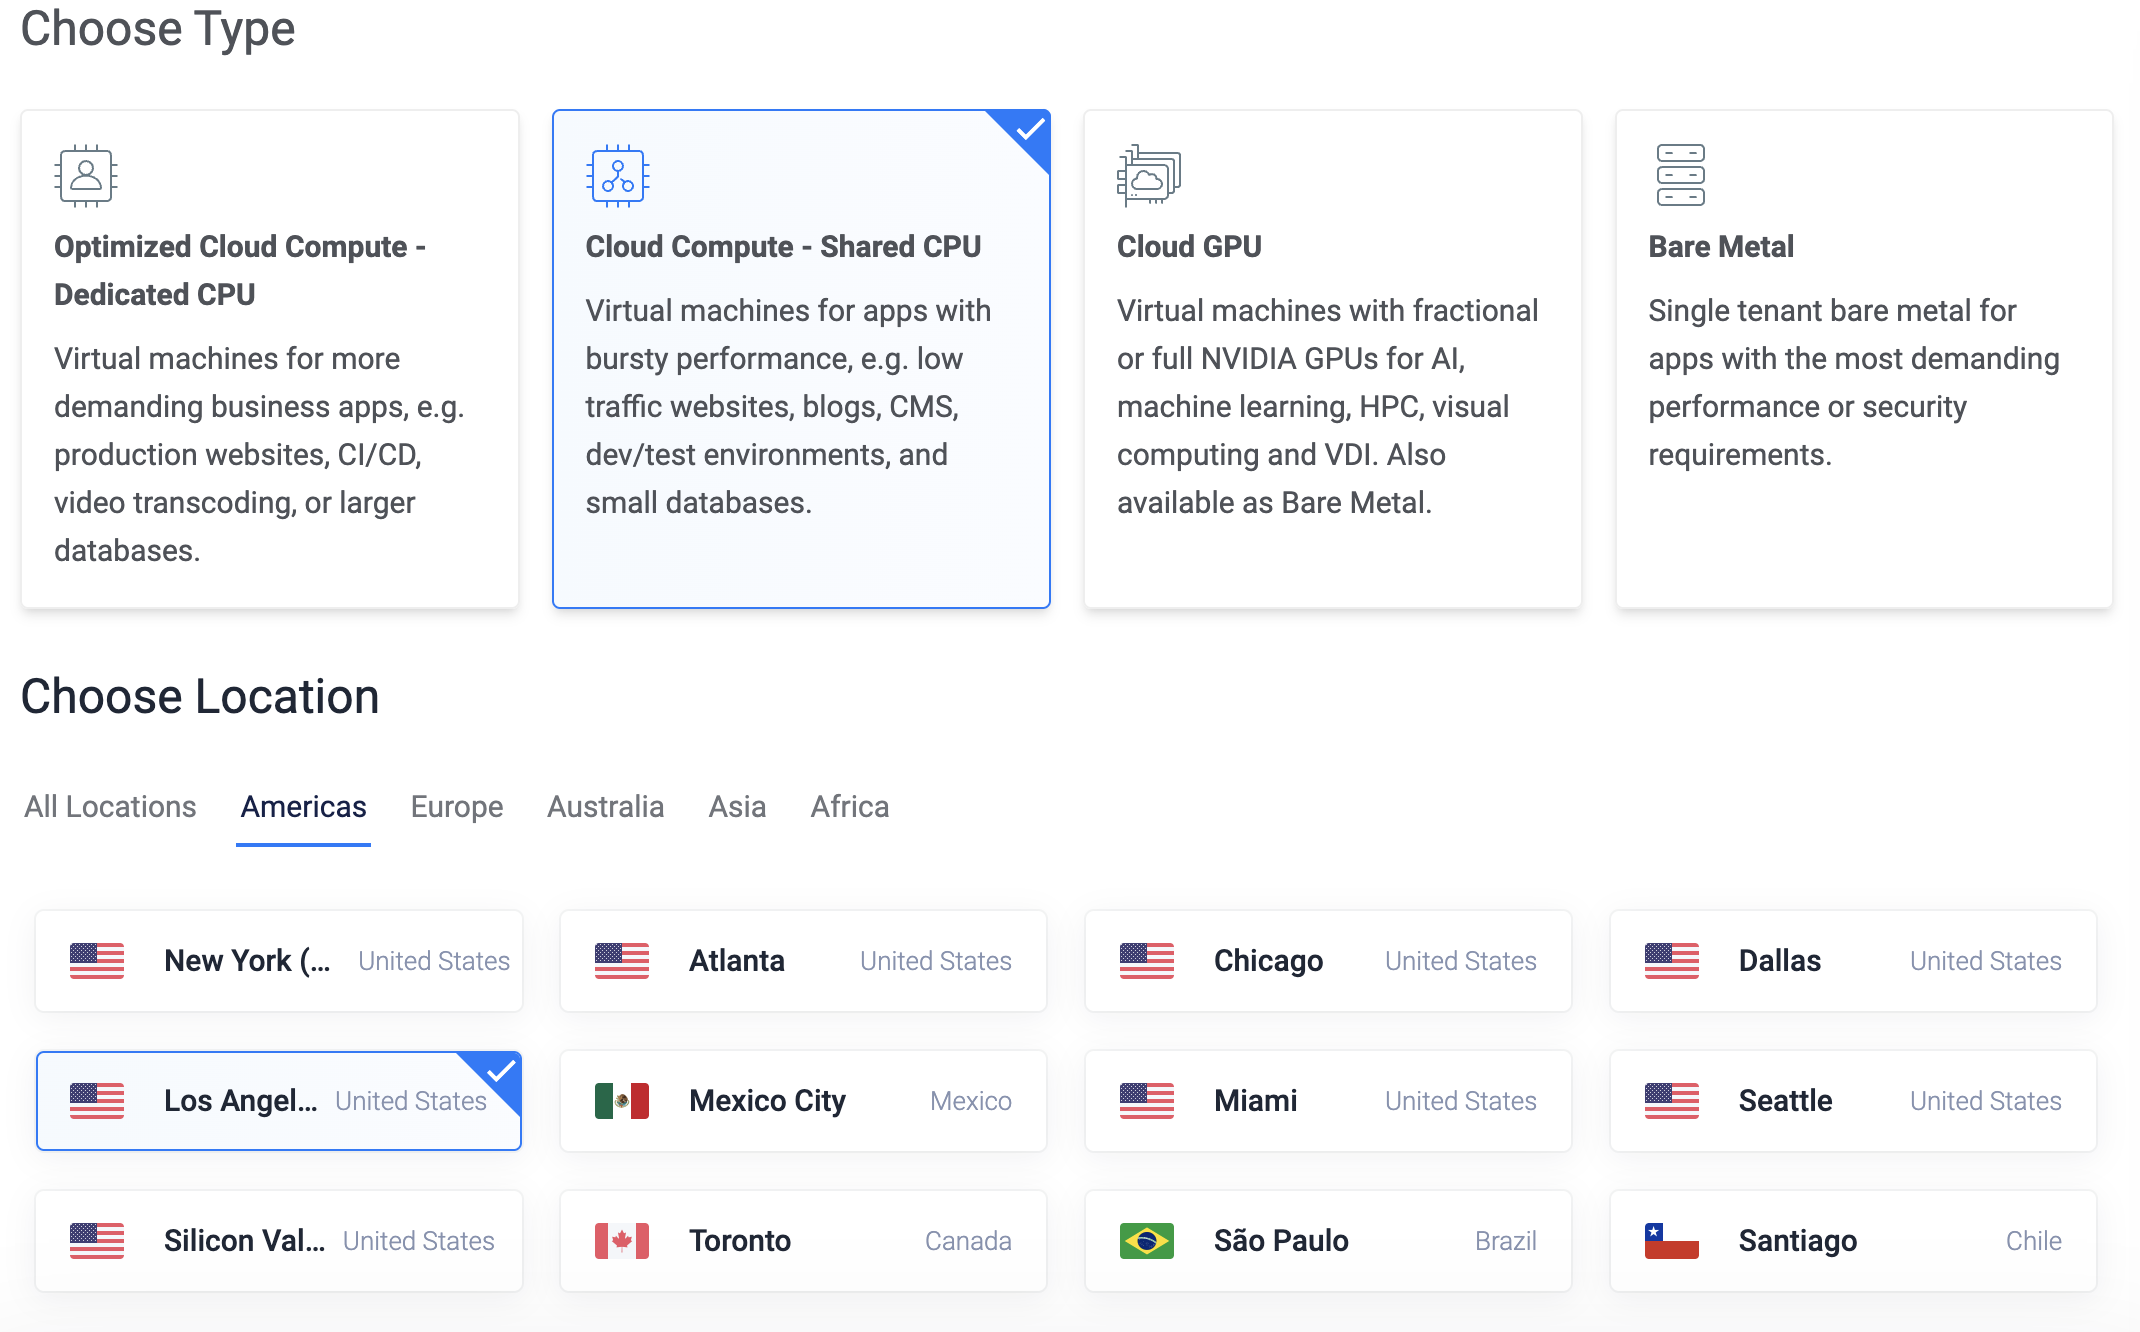 Choose Type
Optimized Cloud Compute -
Dedicated CPU
Virtual machines for more
demanding business apps, e.g.
production websites, CI/CD,
video transcoding, or larger
databases.
Cloud Compute - Shared CPU
Virtual machines for apps with
bursty performance, e.g. low
traffic websites, blogs, CMS,
dev/test environments, and
small databases.
Cloud GPU
Virtual machines with fractional
or full NVIDIA GPUs for AI,
machine learning, HPC, visual
computing and VDI. Also
available as Bare Metal.
Bare Metal
Single tenant bare metal for
apps with the most demanding
performance or security
requirements.
Choose Location
All Locations Americas Europe Australia Asia Africa
New York (... United States
Atlanta United States
Chicago United States
Dallas United States
Los Angel... United States
Mexico City Mexico
Miami United States
Seattle United States
Silicon Val... United States
Toronto Canada
São Paulo Brazil
Santiago Chile